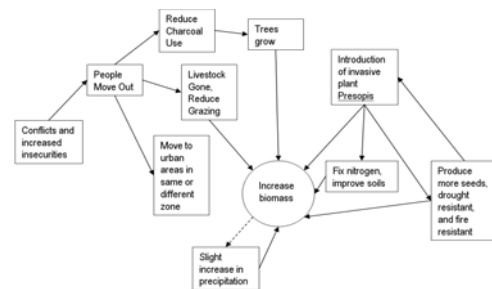 Reduce
Charcoal
Use
Trees
grow
People
Move Out
Livestock
Gone,
Reduce
Grazing
Introduction
of invasive
plant
Presopis
Conflicts and
increased
insecurities
Move to
urban
areas in
same or
different
zone
Increase
biomass
Fix nitrogen,
improve soils
Produce
more seeds,
drought
resistant,
and fire
resistant
Slight
increase in
precipitation